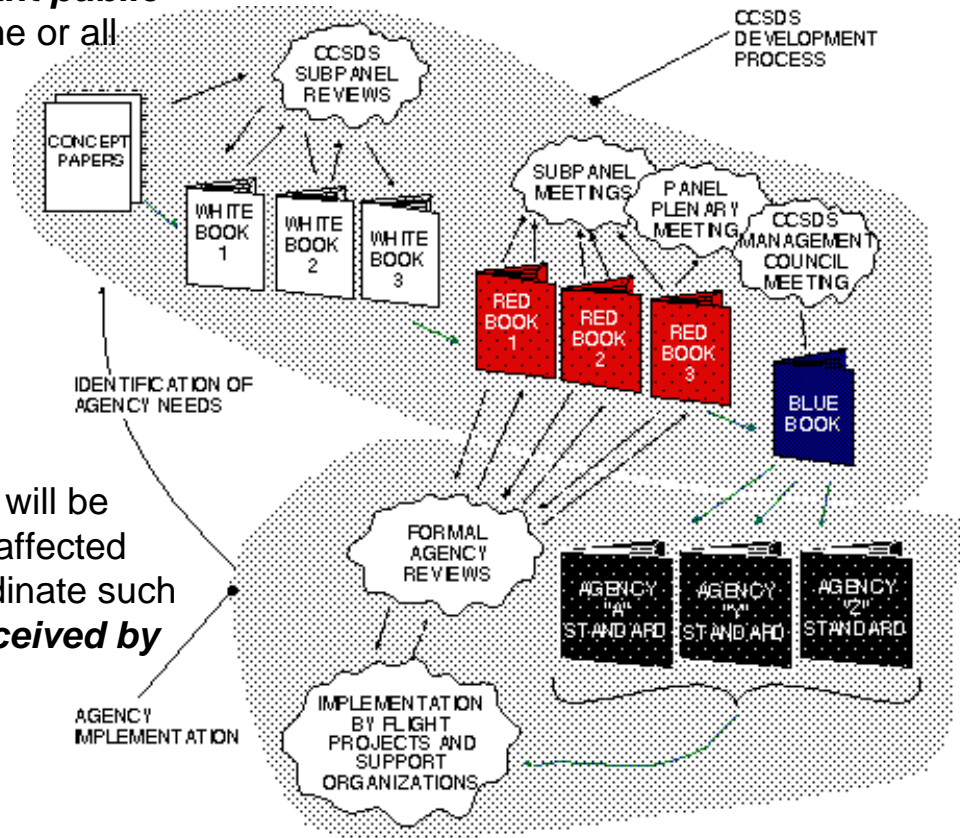 CCSDS
DEVELOPMENT
PROCESS
ne or all
CCSDS
SUBPANEL
REVIEWS
CONCEPT
PAPERS
WHITE
BOOK
1
WHITE
BOOK
2
WHITE
BOOK
3
SUBPANEL
MEETINGS
PANEL
PLENARY
MEETING
CCSDS
MANAGEMENT
COUNCIL
MEETING
RED
BOOK
1
RED
BOOK
2
RED
BOOK
3
BLUE
BOOK
IDENTIFICATION OF
AGENCY NEEDS
will be
affected
dinate such
ceived by
FORMAL
AGENCY
REVIEWS
AGENCY
"A"
STANDARD
AGENCY
"Y"
STANDARD
AGENCY
"Z"
STANDARD
AGENCY
IMPLEMENTATION
IMPLEMENTATION
BY FLIGHT
PROJECTS AND
SUPPORT
ORGANIZATIONS